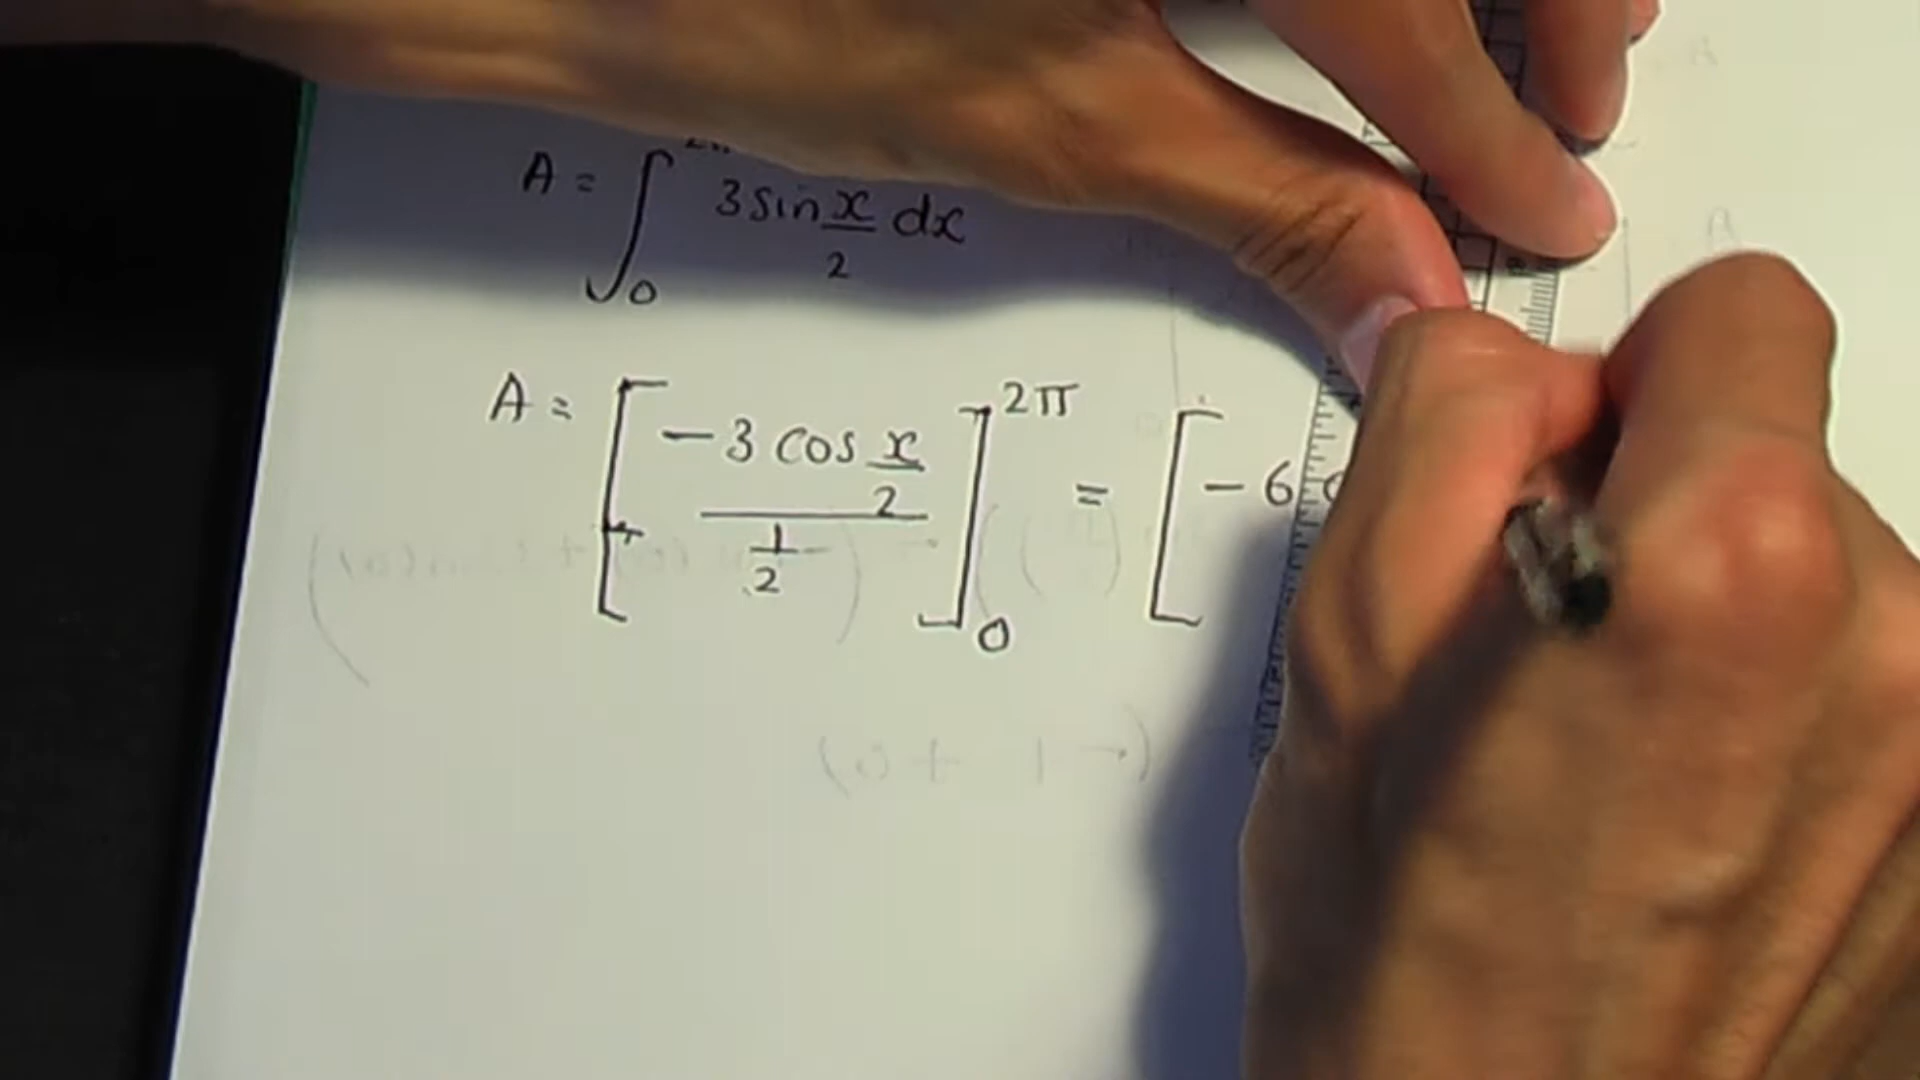 A = ∫₀ 3 sin x/2 dx
A = [ -3 cos x/2 / 1/2 ]₀^2π = [ - 6